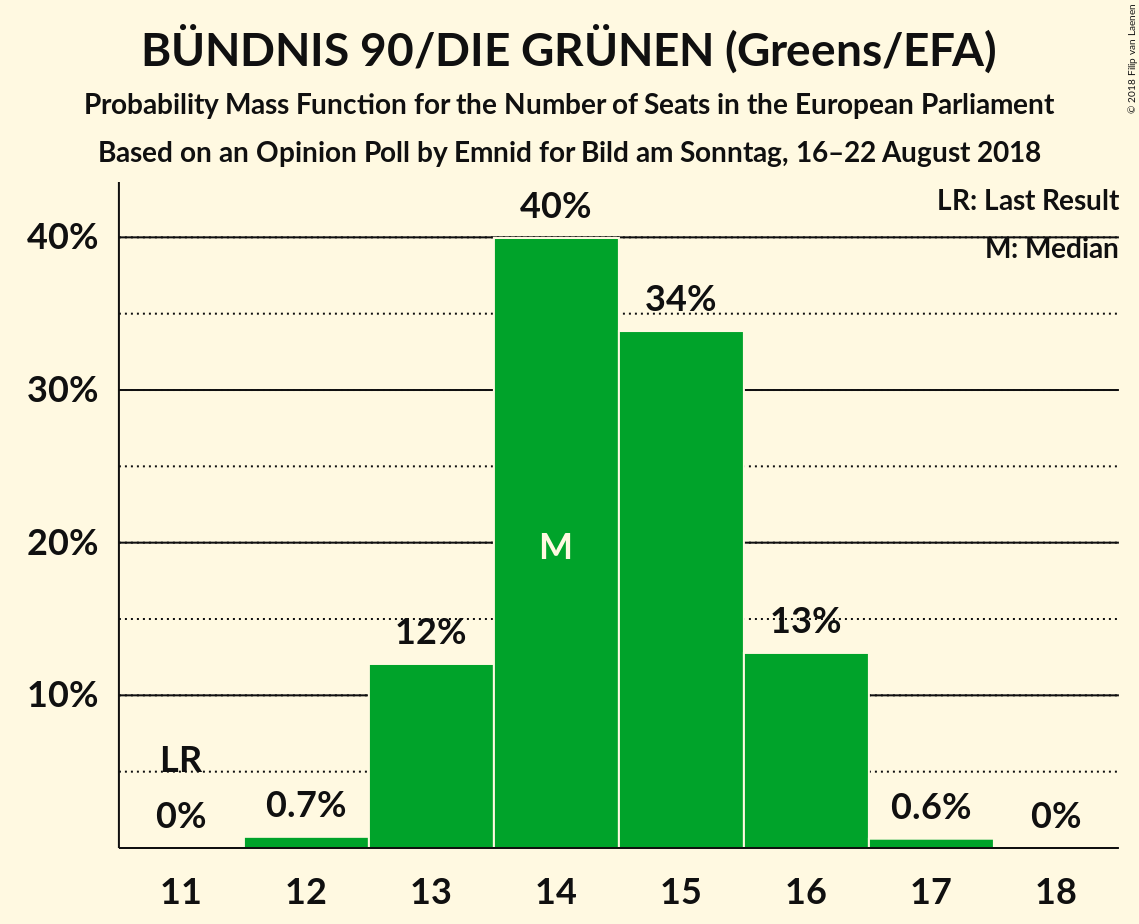 BÜNDNIS 90/DIE GRÜNEN (Greens/EFA)
Probability Mass Function for the Number of Seats in the European Parliament
Based on an Opinion Poll by Emnid for Bild am Sonntag, 16–22 August 2018
© 2018 Filip van Laenen
LR: Last Result
M: Median
40%
30%
20%
10%
LR
0%
0.7%
12%
40%
M
34%
13%
0.6%
0%
11 12 13 14 15 16 17 18